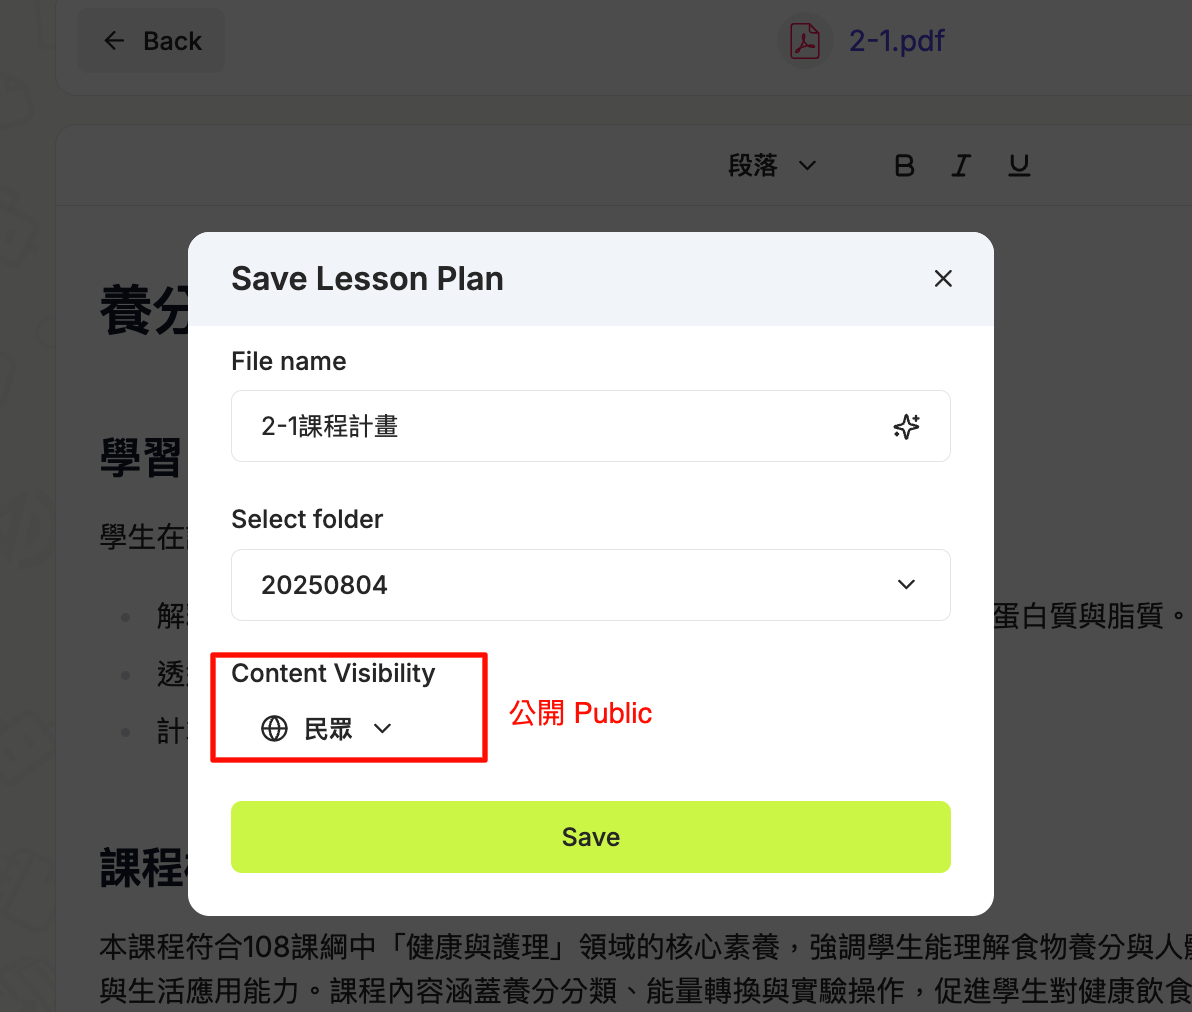 Back
2-1.pdf
段落 B I U
養分
Save Lesson Plan
File name
學習
2-1課程計畫
Select folder
學生在
20250804
解
蛋白質與脂質。
Content Visibility
透
民眾
公開 Public
計
Save
課程
本課程符合108課綱中「健康與護理」領域的核心素養，強調學生能理解食物養分與人體
與生活應用能力。課程內容涵蓋養分分類、能量轉換與實驗操作，促進學生對健康飲食